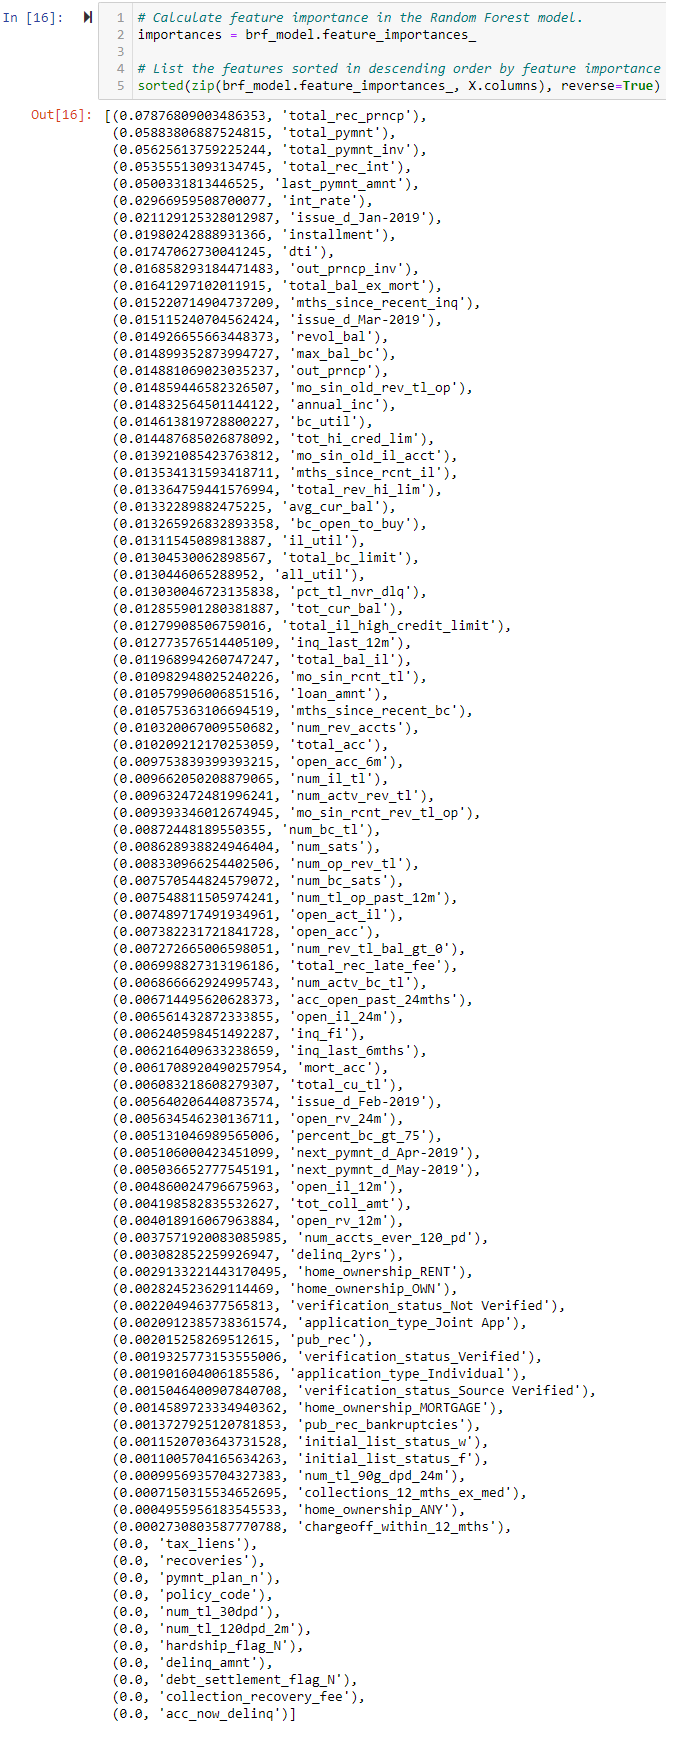 In [16]:
1 # Calculate feature importance in the Random Forest model.
2 importances = brf_model.feature_importances_
3
4 # List the features sorted in descending order by feature importance
5 sorted(zip(brf_model.feature_importances_, X.columns), reverse=True)
Out[16]: [(0.07876809003486353, 'total_rec_prncp'),
(0.05883806887524815, 'total_pymnt'),
(0.05625613759225244, 'total_pymnt_inv'),
(0.05355513093134745, 'total_rec_int'),
(0.0500331813446525, 'last_pymnt_amnt'),
(0.02966959508700077, 'int_rate'),
(0.021129125328012987, 'issue_d_Jan-2019'),
(0.01980242888931366, 'installment'),
(0.01747062730041245, 'dti'),
(0.016858293184471483, 'out_prncp_inv'),
(0.01641297102011915, 'total_bal_ex_mort'),
(0.015220714904737209, 'mths_since_recent_inq'),
(0.015115240704562424, 'issue_d_Mar-2019'),
(0.014926655663448373, 'revol_bal'),
(0.014899352873994727, 'max_bal_bc'),
(0.014881069023035237, 'out_prncp'),
(0.014859446582326507, 'mo_sin_old_rev_tl_op'),
(0.014832564501144122, 'annual_inc'),
(0.014613819728800227, 'bc_util'),
(0.014487685026878092, 'tot_hi_cred_lim'),
(0.013921085423763812, 'mo_sin_old_il_acct'),
(0.013534131593418711, 'mths_since_rcnt_il'),
(0.013364759441576994, 'total_rev_hi_lim'),
(0.01332289882475225, 'avg_cur_bal'),
(0.013265926832893358, 'bc_open_to_buy'),
(0.01311545089813887, 'il_util'),
(0.01304530062898567, 'total_bc_limit'),
(0.0130446065288952, 'all_util'),
(0.013030046723135838, 'pct_tl_nvr_dlq'),
(0.012855901280381887, 'tot_cur_bal'),
(0.01279908506759016, 'total_il_high_credit_limit'),
(0.012773576514405109, 'inq_last_12m'),
(0.011968994260747247, 'total_bal_il'),
(0.010982948025240226, 'mo_sin_rcnt_tl'),
(0.010579906006851516, 'loan_amnt'),
(0.010575363106694519, 'mths_since_recent_bc'),
(0.010320067009550682, 'num_rev_accts'),
(0.010209212170253059, 'total_acc'),
(0.009753839399393215, 'open_acc_6m'),
(0.009662050208879065, 'num_il_tl'),
(0.009632472481996241, 'num_actv_rev_tl'),
(0.009393346012674945, 'mo_sin_rcnt_rev_tl_op'),
(0.00872448189550355, 'num_bc_tl'),
(0.008628938824946404, 'num_sats'),
(0.008330966254402506, 'num_op_rev_tl'),
(0.007570544824579072, 'num_bc_sats'),
(0.007548811505974241, 'num_tl_op_past_12m'),
(0.007489717491934961, 'open_act_il'),
(0.007382231721841728, 'open_acc'),
(0.007272665006598051, 'num_rev_tl_bal_gt_0'),
(0.006998827313196186, 'total_rec_late_fee'),
(0.006866662924995743, 'num_actv_bc_tl'),
(0.006714495620628373, 'acc_open_past_24mths'),
(0.006561432872333855, 'open_il_24m'),
(0.006240598451492287, 'inq_fi'),
(0.006216409633238659, 'inq_last_6mths'),
(0.0061708920490257954, 'mort_acc'),
(0.006083218608279307, 'total_cu_tl'),
(0.005640206440873574, 'issue_d_Feb-2019'),
(0.005634546230136711, 'open_rv_24m'),
(0.005131046989565006, 'percent_bc_gt_75'),
(0.005106000423451099, 'next_pymnt_d_Apr-2019'),
(0.005036652777545191, 'next_pymnt_d_May-2019'),
(0.004860024796675963, 'open_il_12m'),
(0.004198582835532627, 'tot_coll_amt'),
(0.004018916067963884, 'open_rv_12m'),
(0.0037571920083085985, 'num_accts_ever_120_pd'),
(0.003082852259926947, 'delinq_2yrs'),
(0.0029133221443170495, 'home_ownership_RENT'),
(0.002824523629114469, 'home_ownership_OWN'),
(0.002204946377565813, 'verification_status_Not Verified'),
(0.0020912385738361574, 'application_type_Joint App'),
(0.002015258269512615, 'pub_rec'),
(0.0019325773153555006, 'verification_status_Verified'),
(0.001901604006185586, 'application_type_Individual'),
(0.0015046400907840708, 'verification_status_Source Verified'),
(0.0014589723334940362, 'home_ownership_MORTGAGE'),
(0.0013727925120781853, 'pub_rec_bankruptcies'),
(0.0011520703643731528, 'initial_list_status_w'),
(0.0011005704165634263, 'initial_list_status_f'),
(0.0009956935704327383, 'num_tl_90g_dpd_24m'),
(0.0007150315534652695, 'collections_12_mths_ex_med'),
(0.0004955956183545533, 'home_ownership_ANY'),
(0.0002730803587770788, 'chargeoff_within_12_mths'),
(0.0, 'tax_liens'),
(0.0, 'recoveries'),
(0.0, 'pymnt_plan_n'),
(0.0, 'policy_code'),
(0.0, 'num_tl_30dpd'),
(0.0, 'num_tl_120dpd_2m'),
(0.0, 'hardship_flag_N'),
(0.0, 'delinq_amnt'),
(0.0, 'debt_settlement_flag_N'),
(0.0, 'collection_recovery_fee'),
(0.0, 'acc_now_delinq')]